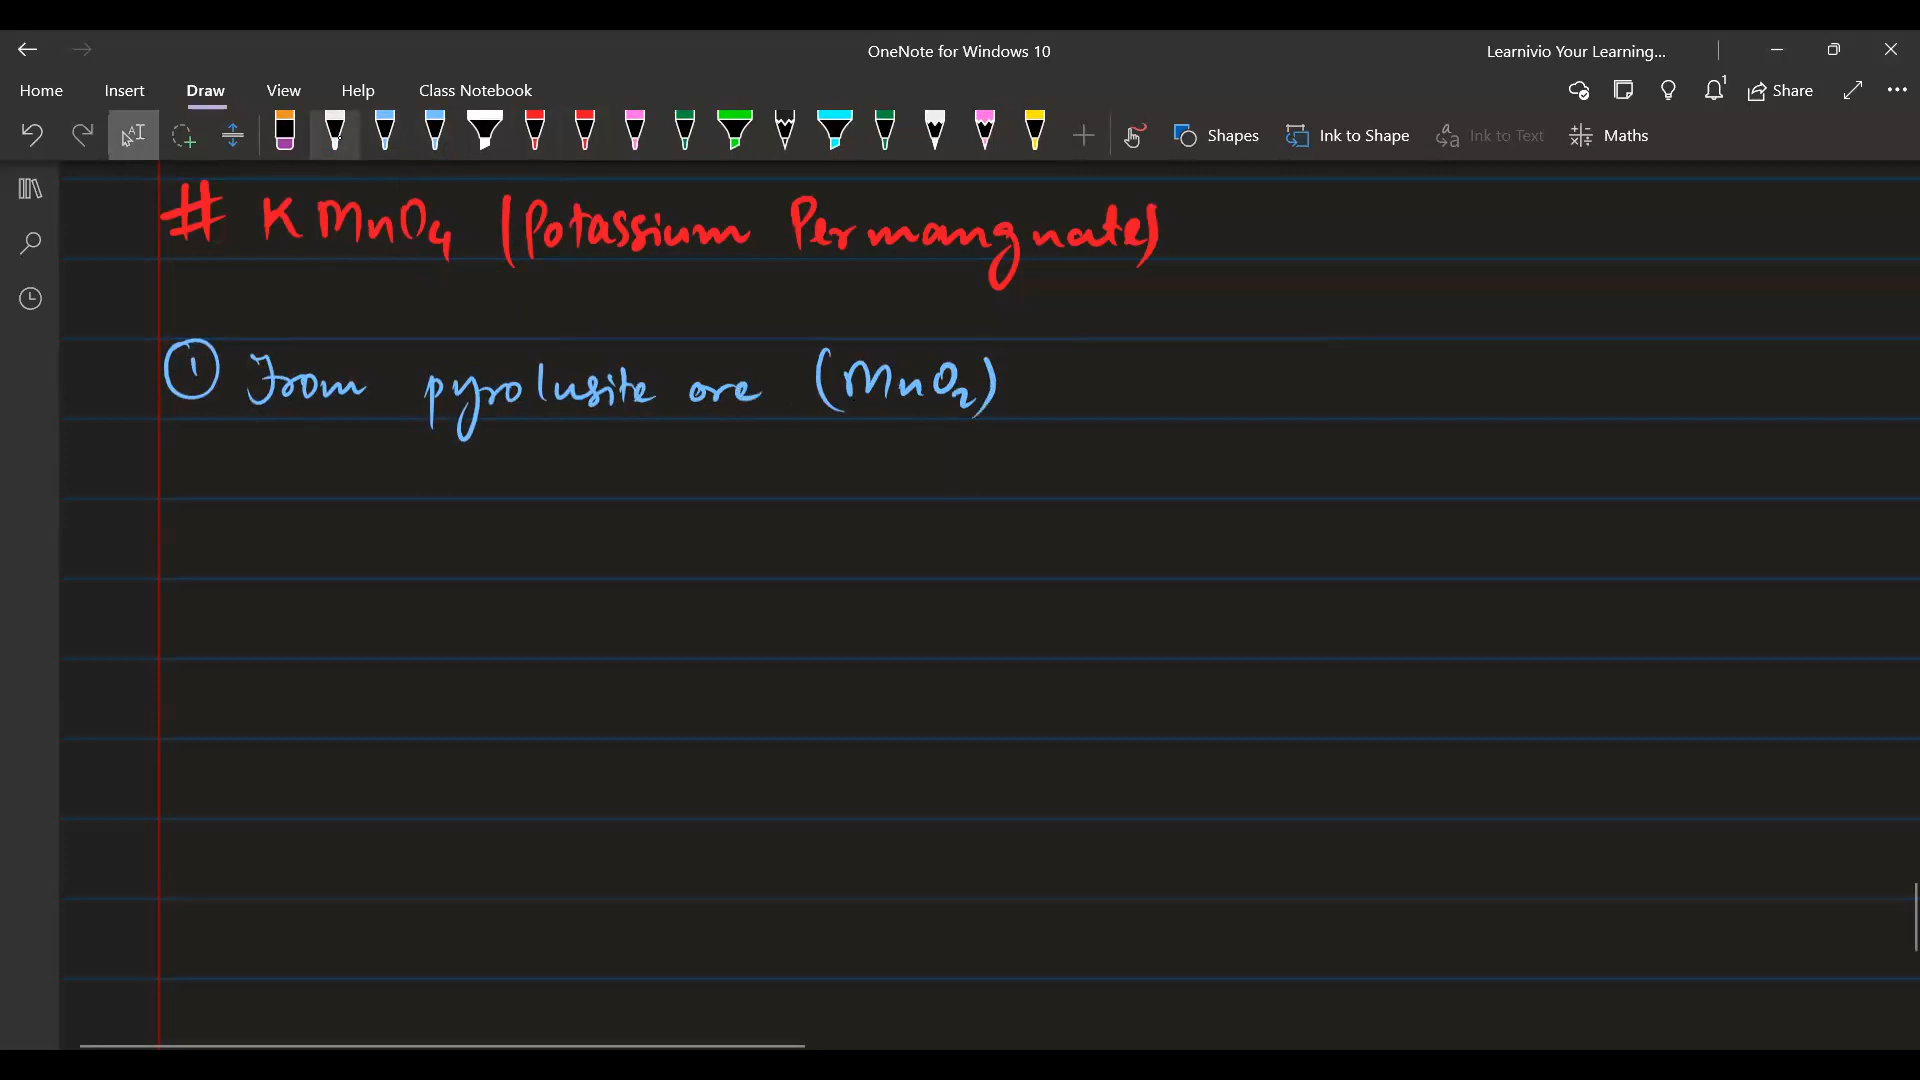 OneNote for Windows 10
Learnivio Your Learning...
Home Insert Draw View Help Class Notebook
1 Share
Shapes Ink to Shape Ink to Text Maths
# KMnO4 (Potassium Permangnate)
① From pyrolusite ore (MnO2)